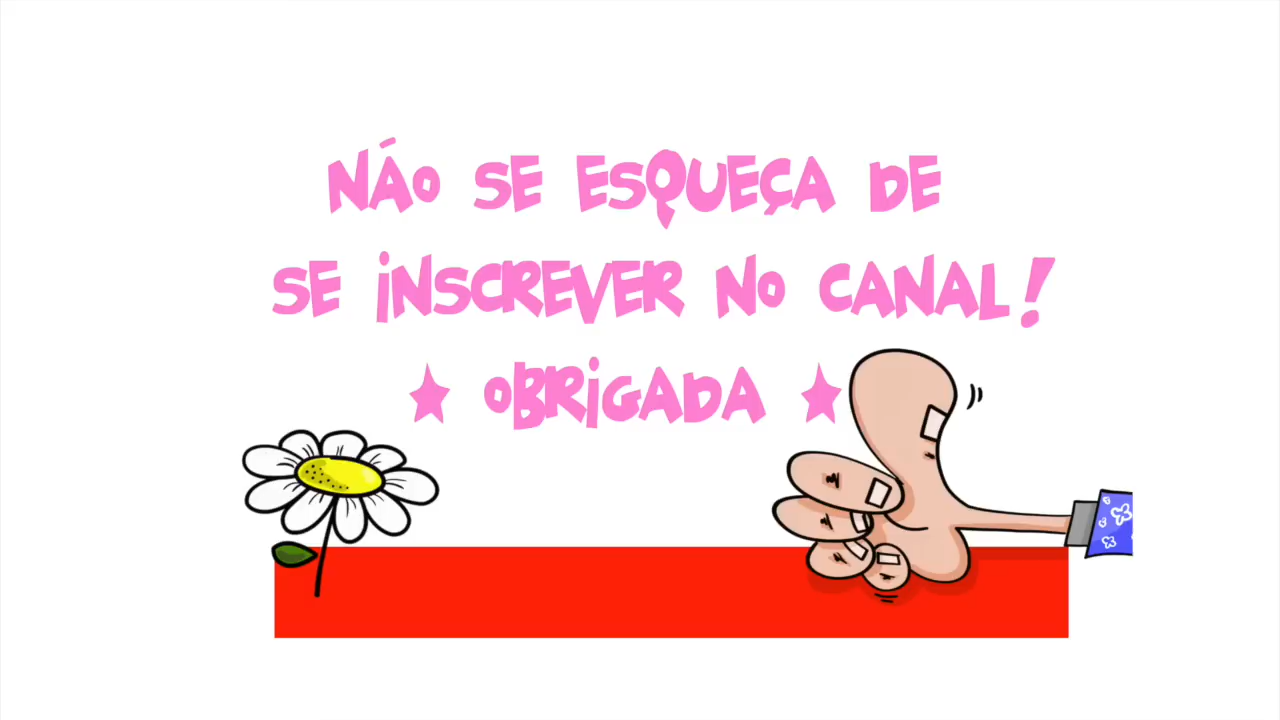 NÁO SE ESQUEÇA DE
SE INSCREVER NO CANAL!
★ OBRIGADA ★